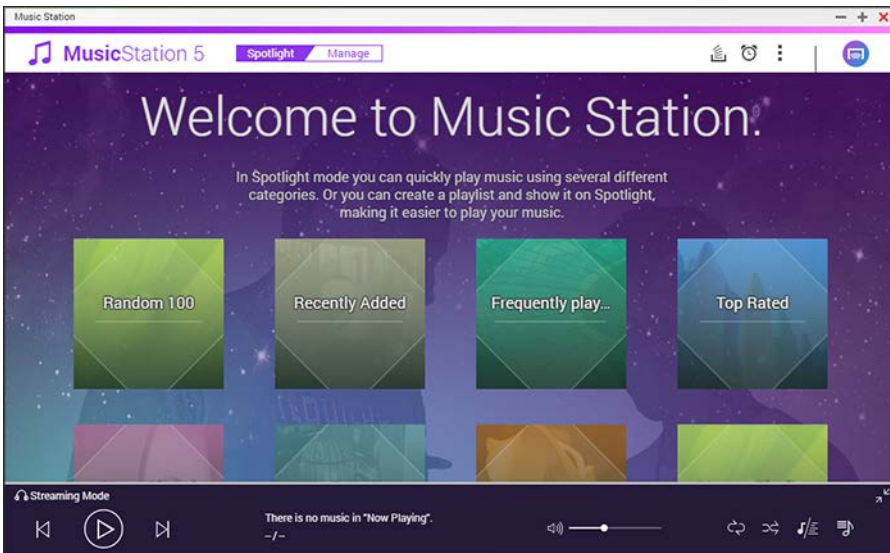 Music Station
MusicStation 5
Spotlight
Manage
Welcome to Music Station.
In Spotlight mode you can quickly play music using several different
categories. Or you can create a playlist and show it on Spotlight,
making it easier to play your music.
Random 100
Recently Added
Frequently play...
Top Rated
Streaming Mode
There is no music in "Now Playing".
--/--